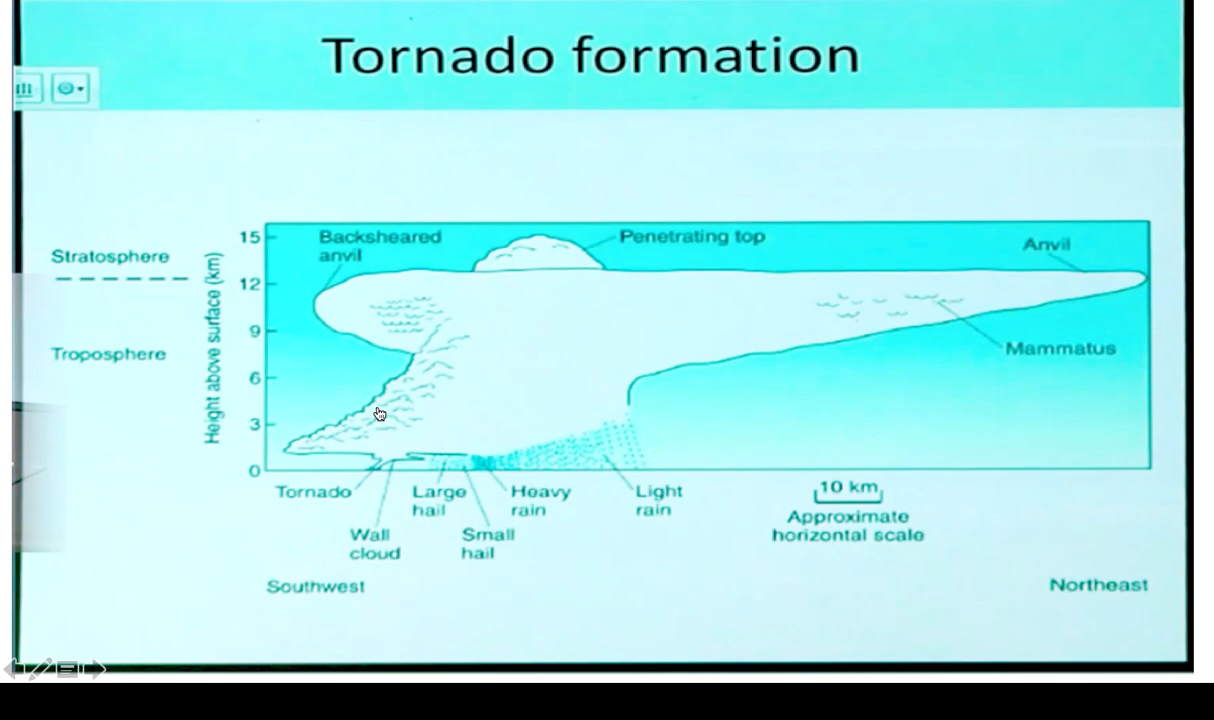 Tornado formation
Stratosphere
Troposphere
Height above surface (km)
15
12
9
6
3
0
Backsheared
anvil
Penetrating top
Anvil
Mammatus
Tornado
Wall
cloud
Large
hail
Small
hail
Heavy
rain
Light
rain
10 km
Approximate
horizontal scale
Southwest
Northeast